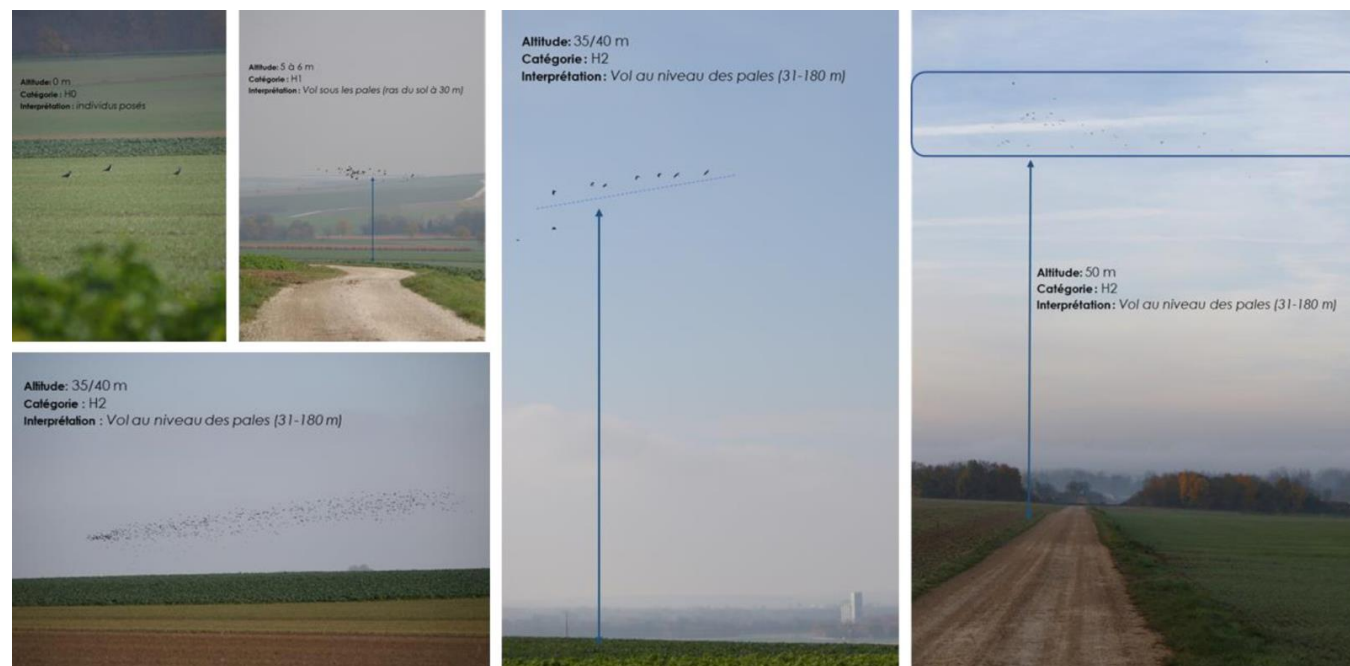 Altitude: 0 m
Catégorie : H0
Interprétation : individus posés
Altitude: 5 à 6 m
Catégorie : H1
Interprétation : Vol sous les pales (ras du sol à 30 m)
Altitude: 35/40 m
Catégorie : H2
Interprétation : Vol au niveau des pales (31-180 m)
Altitude: 50 m
Catégorie : H2
Interprétation : Vol au niveau des pales (31-180 m)
Altitude: 35/40 m
Catégorie : H2
Interprétation : Vol au niveau des pales (31-180 m)